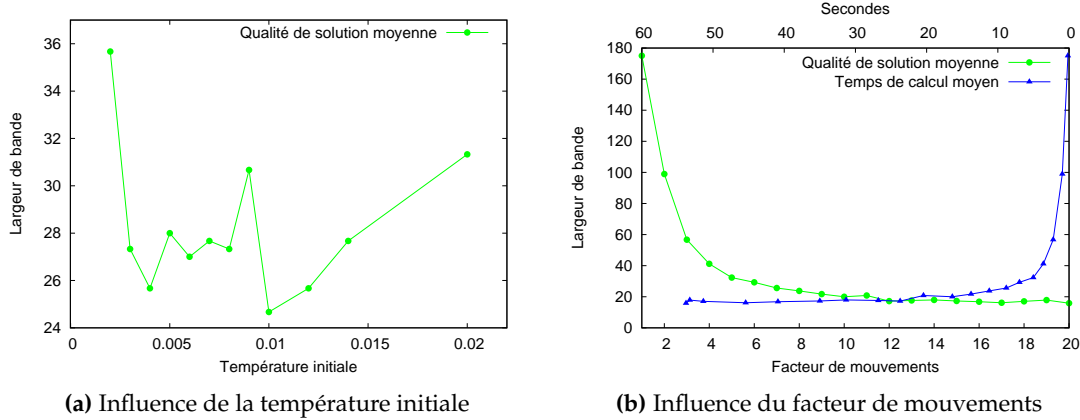 Qualité de solution moyenne
36
34
32
30
28
26
24
Largeur de bande
0 0.005 0.01 0.015 0.02
Température initiale
(a) Influence de la température initiale
Secondes
60 50 40 30 20 10 0
Qualité de solution moyenne
Temps de calcul moyen
180
160
140
120
100
80
60
40
20
0
Largeur de bande
2 4 6 8 10 12 14 16 18 20
Facteur de mouvements
(b) Influence du facteur de mouvements